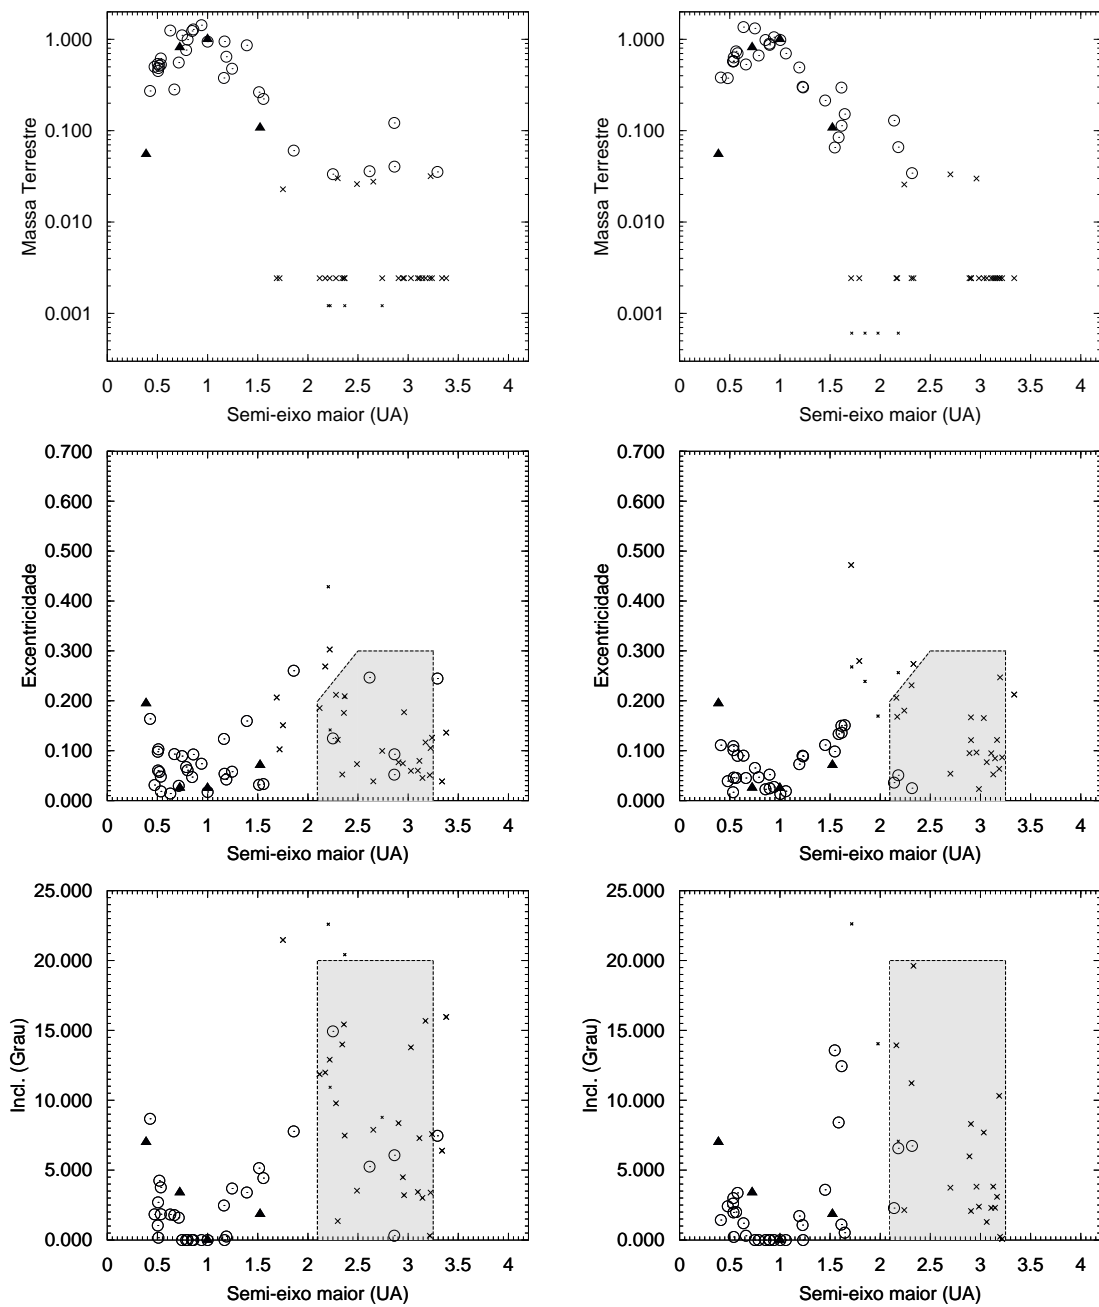 1.000
0.100
0.010
0.001
Massa Terrrestre
0 0.5 1 1.5 2 2.5 3 3.5 4
Semi-eixo maior (UA)
1.000
0.100
0.010
0.001
Massa Terrrestre
0 0.5 1 1.5 2 2.5 3 3.5 4
Semi-eixo maior (UA)
0.700
0.600
0.500
0.400
0.300
0.200
0.100
0.000
Excentricidade
0 0.5 1 1.5 2 2.5 3 3.5 4
Semi-eixo maior (UA)
0.700
0.600
0.500
0.400
0.300
0.200
0.100
0.000
Excentricidade
0 0.5 1 1.5 2 2.5 3 3.5 4
Semi-eixo maior (UA)
25.000
20.000
15.000
10.000
5.000
0.000
Incl. (Grau)
0 0.5 1 1.5 2 2.5 3 3.5 4
Semi-eixo maior (UA)
25.000
20.000
15.000
10.000
5.000
0.000
Incl. (Grau)
0 0.5 1 1.5 2 2.5 3 3.5 4
Semi-eixo maior (UA)